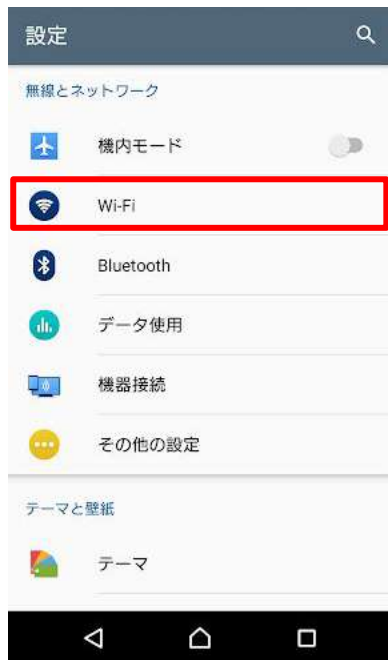 設定
無線とネットワーク
機内モード
Wi-Fi
Bluetooth
データ使用
機器接続
その他の設定
テーマと壁紙
テーマ